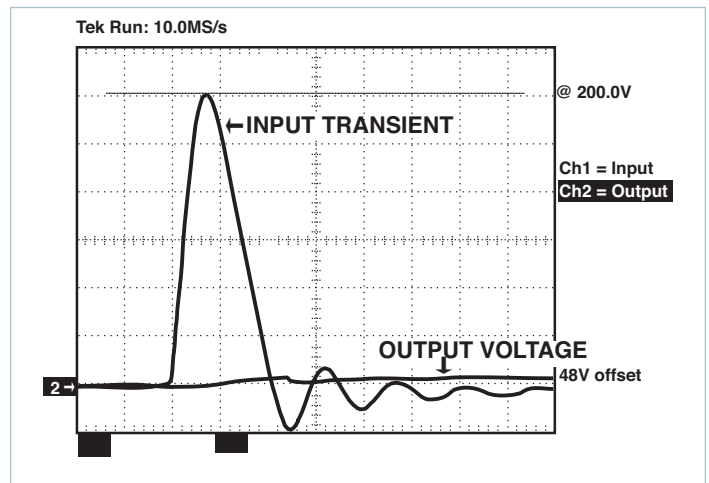 Tek Run: 10.0MS/s
@ 200.0V
INPUT TRANSIENT
Ch1 = Input
Ch2 = Output
OUTPUT VOLTAGE
48V offset
2